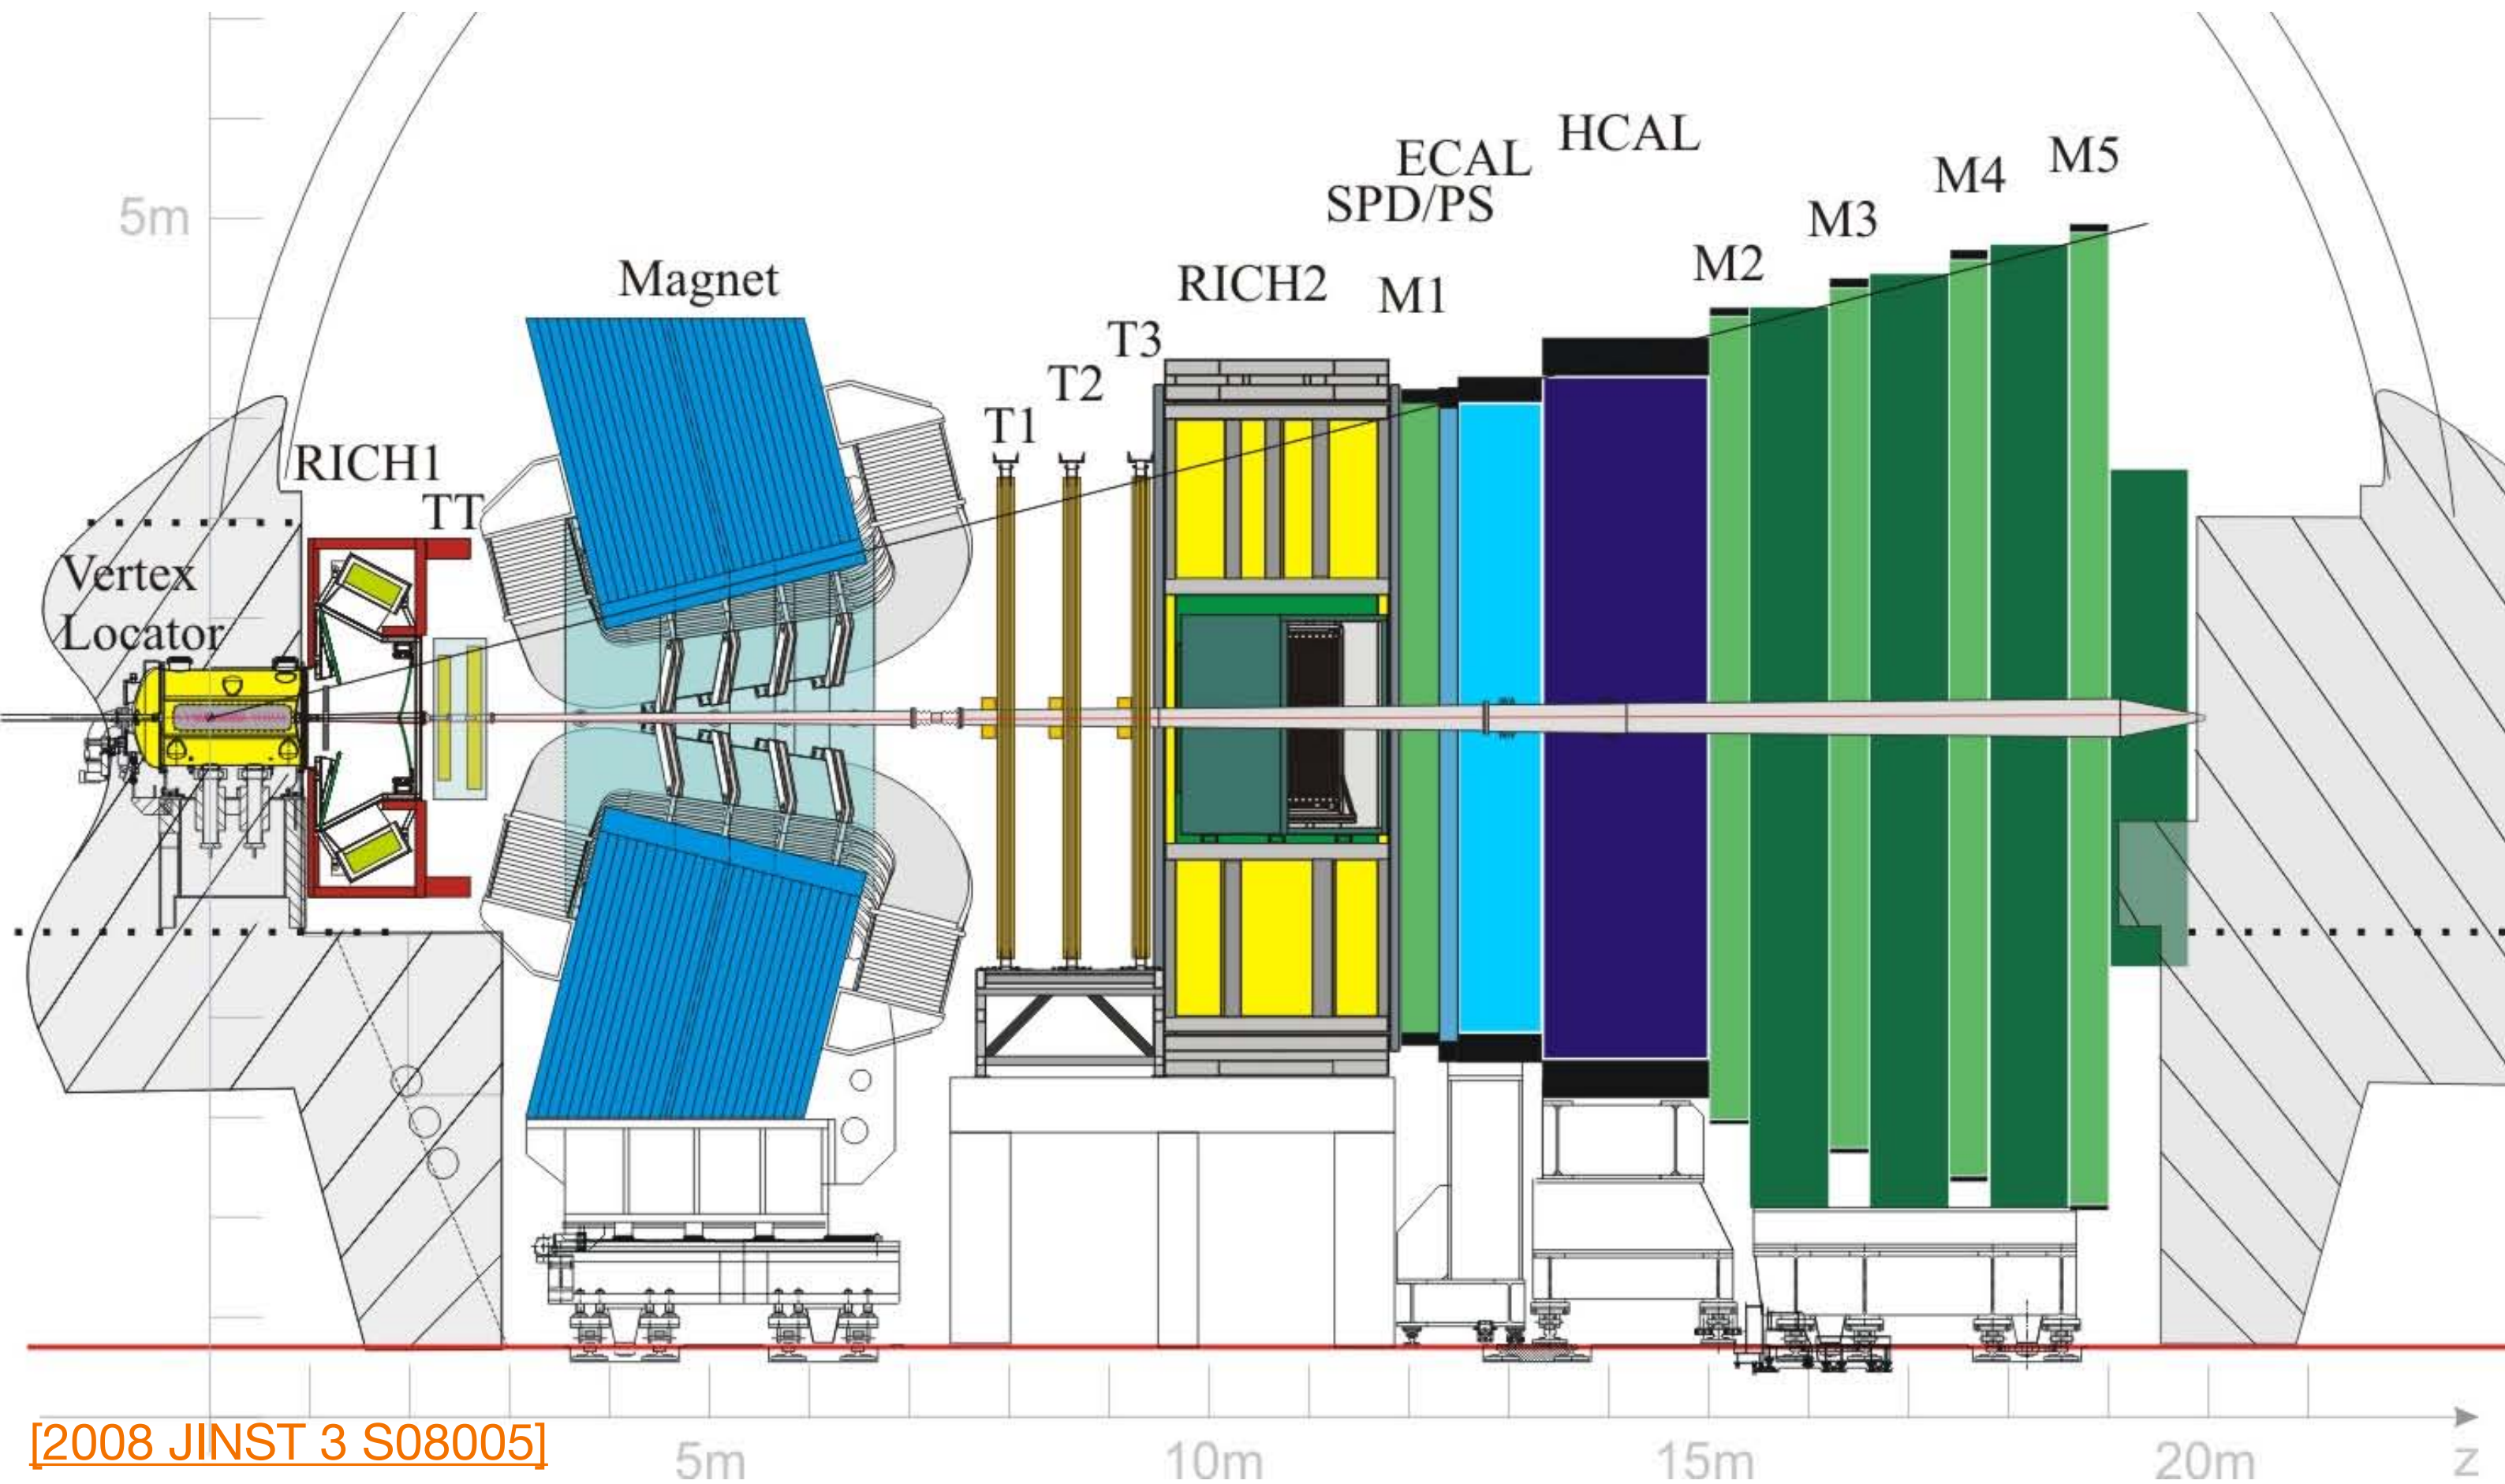 HCAL
ECAL
SPD/PS
M5
M4
M3
M2
5m
Magnet
RICH2
M1
T3
T2
T1
RICH1
TT
Vertex
Locator
[2008 JINST 3 S08005]
5m
10m
15m
20m
z